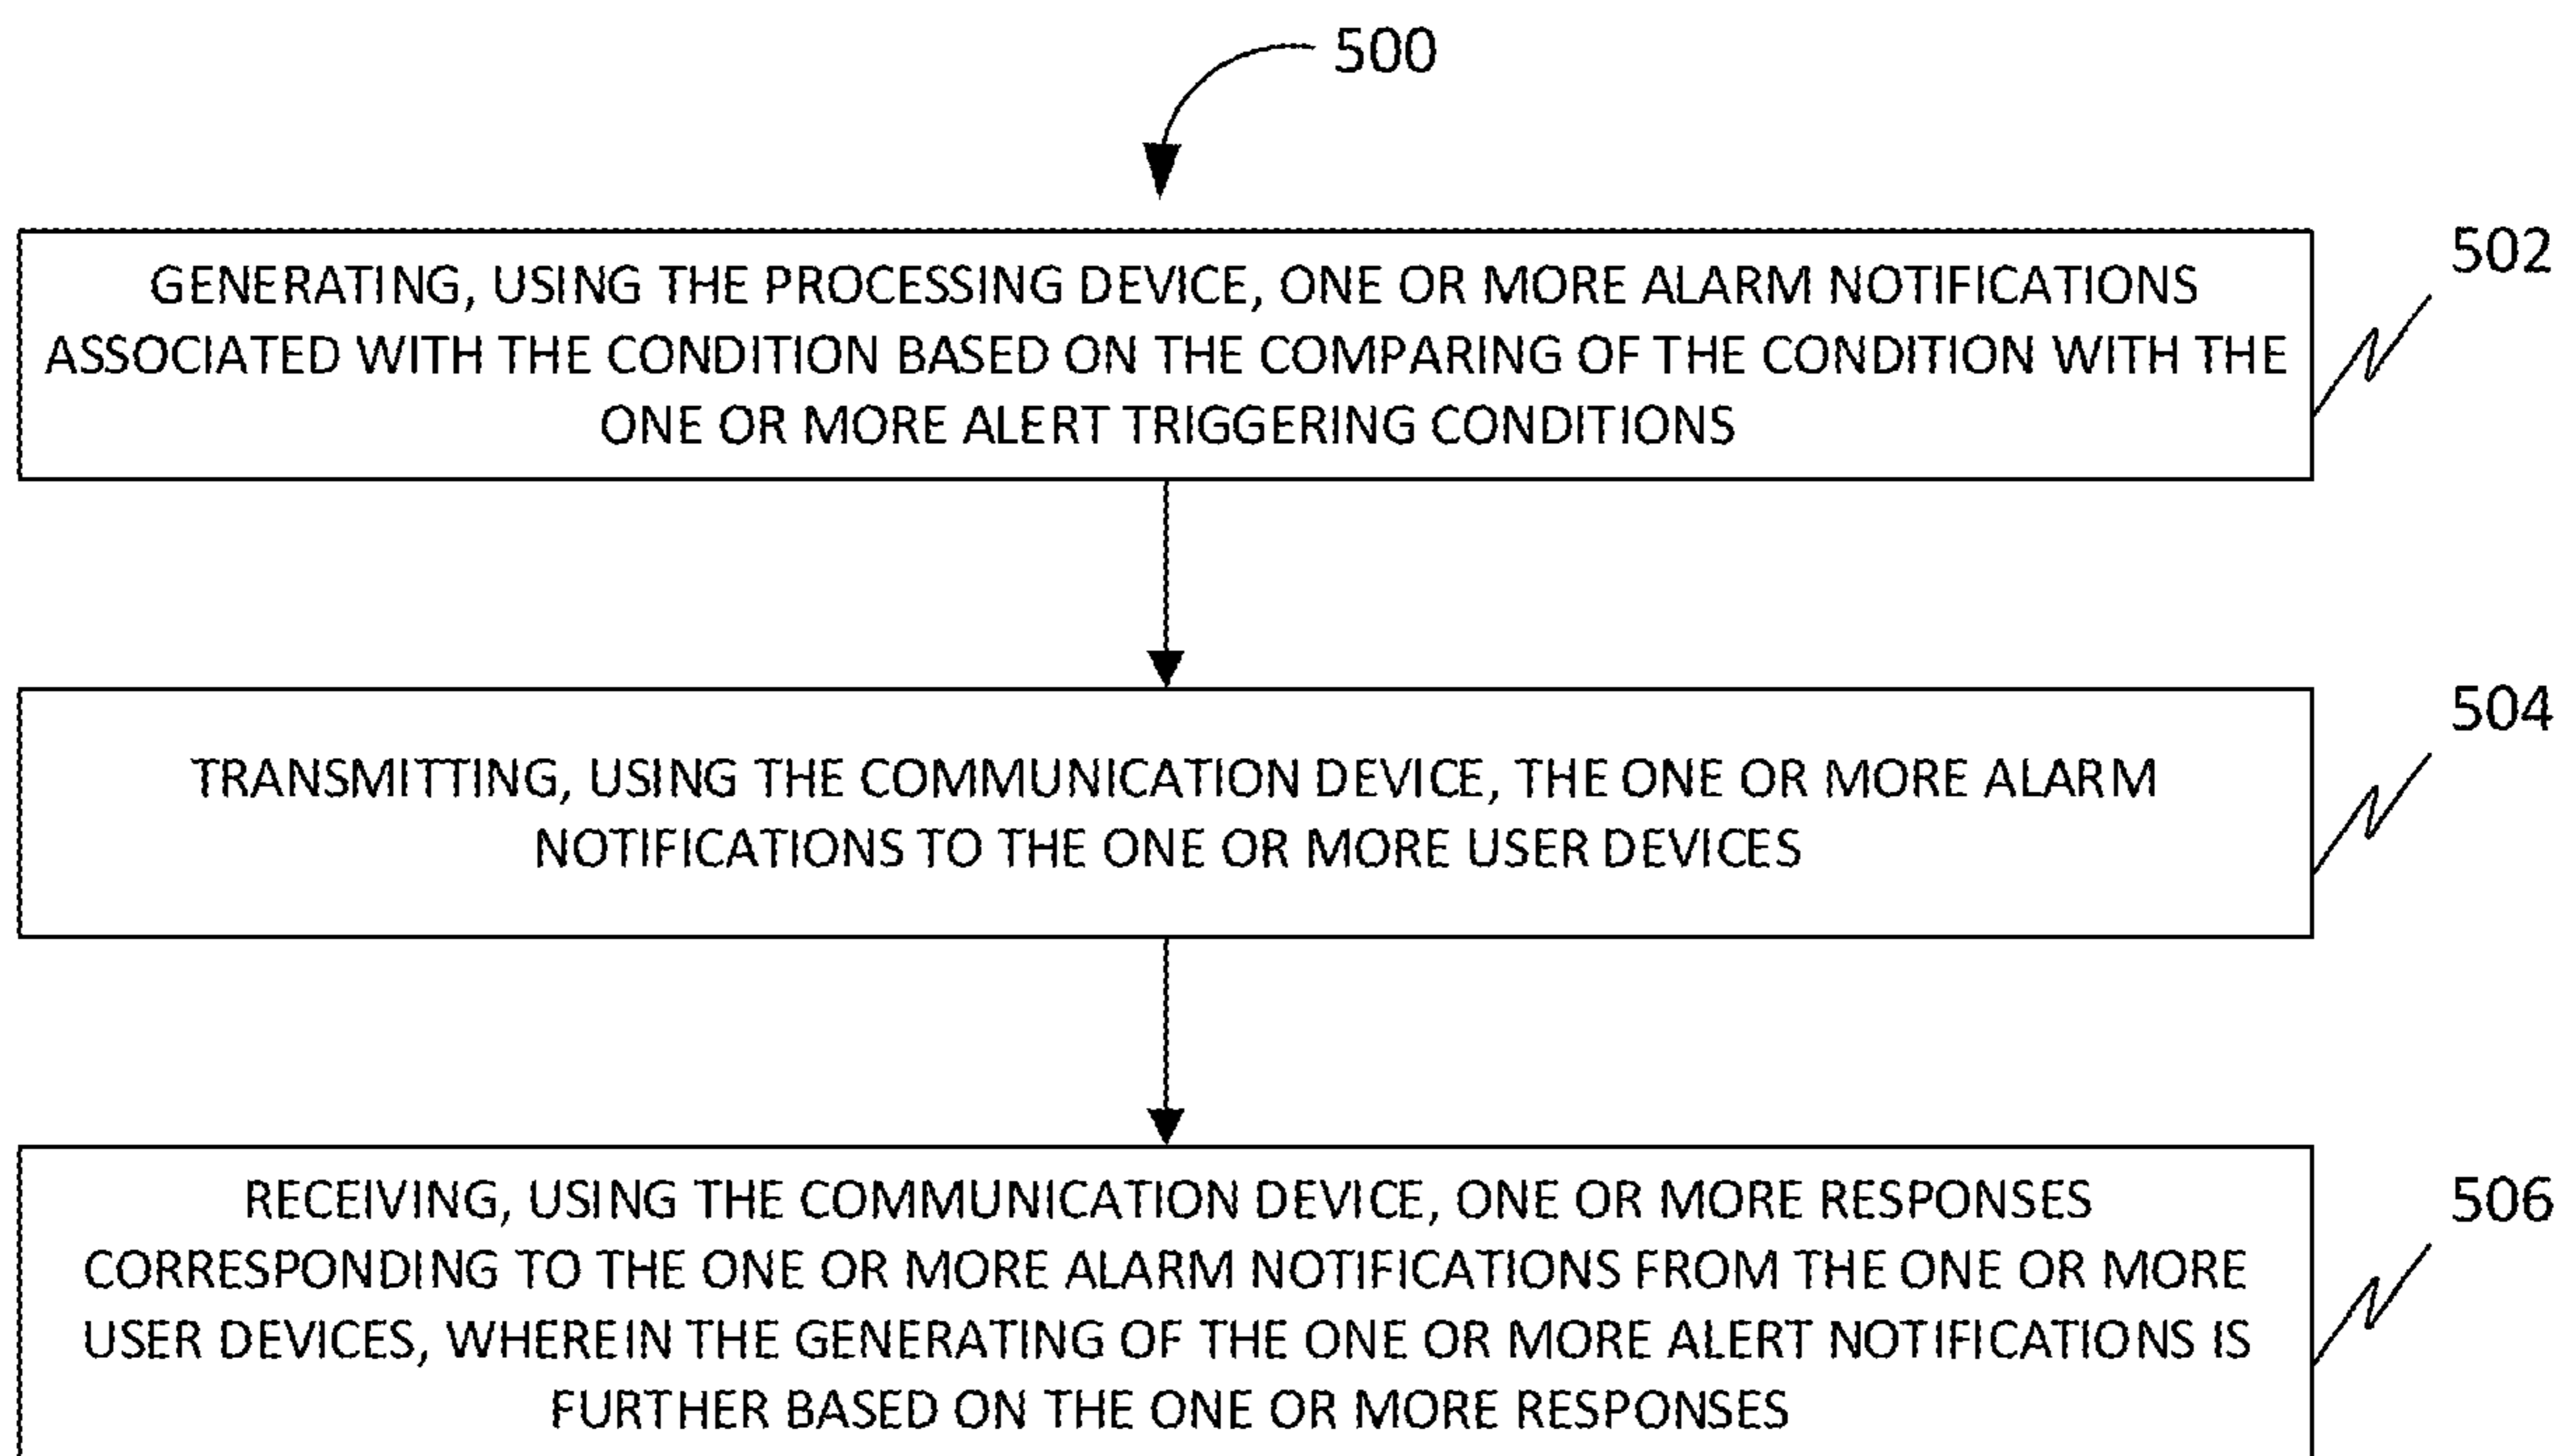 500
502
GENERATING, USING THE PROCESSING DEVICE, ONE OR MORE ALARM NOTIFICATIONS
ASSOCIATED WITH THE CONDITION BASED ON THE COMPARING OF THE CONDITION WITH THE
ONE OR MORE ALERT TRIGGERING CONDITIONS
504
TRANSMITTING, USING THE COMMUNICATION DEVICE, THE ONE OR MORE ALARM
NOTIFICATIONS TO THE ONE OR MORE USER DEVICES
506
RECEIVING, USING THE COMMUNICATION DEVICE, ONE OR MORE RESPONSES
CORRESPONDING TO THE ONE OR MORE ALARM NOTIFICATIONS FROM THE ONE OR MORE
USER DEVICES, WHEREIN THE GENERATING OF THE ONE OR MORE ALERT NOTIFICATIONS IS
FURTHER BASED ON THE ONE OR MORE RESPONSES